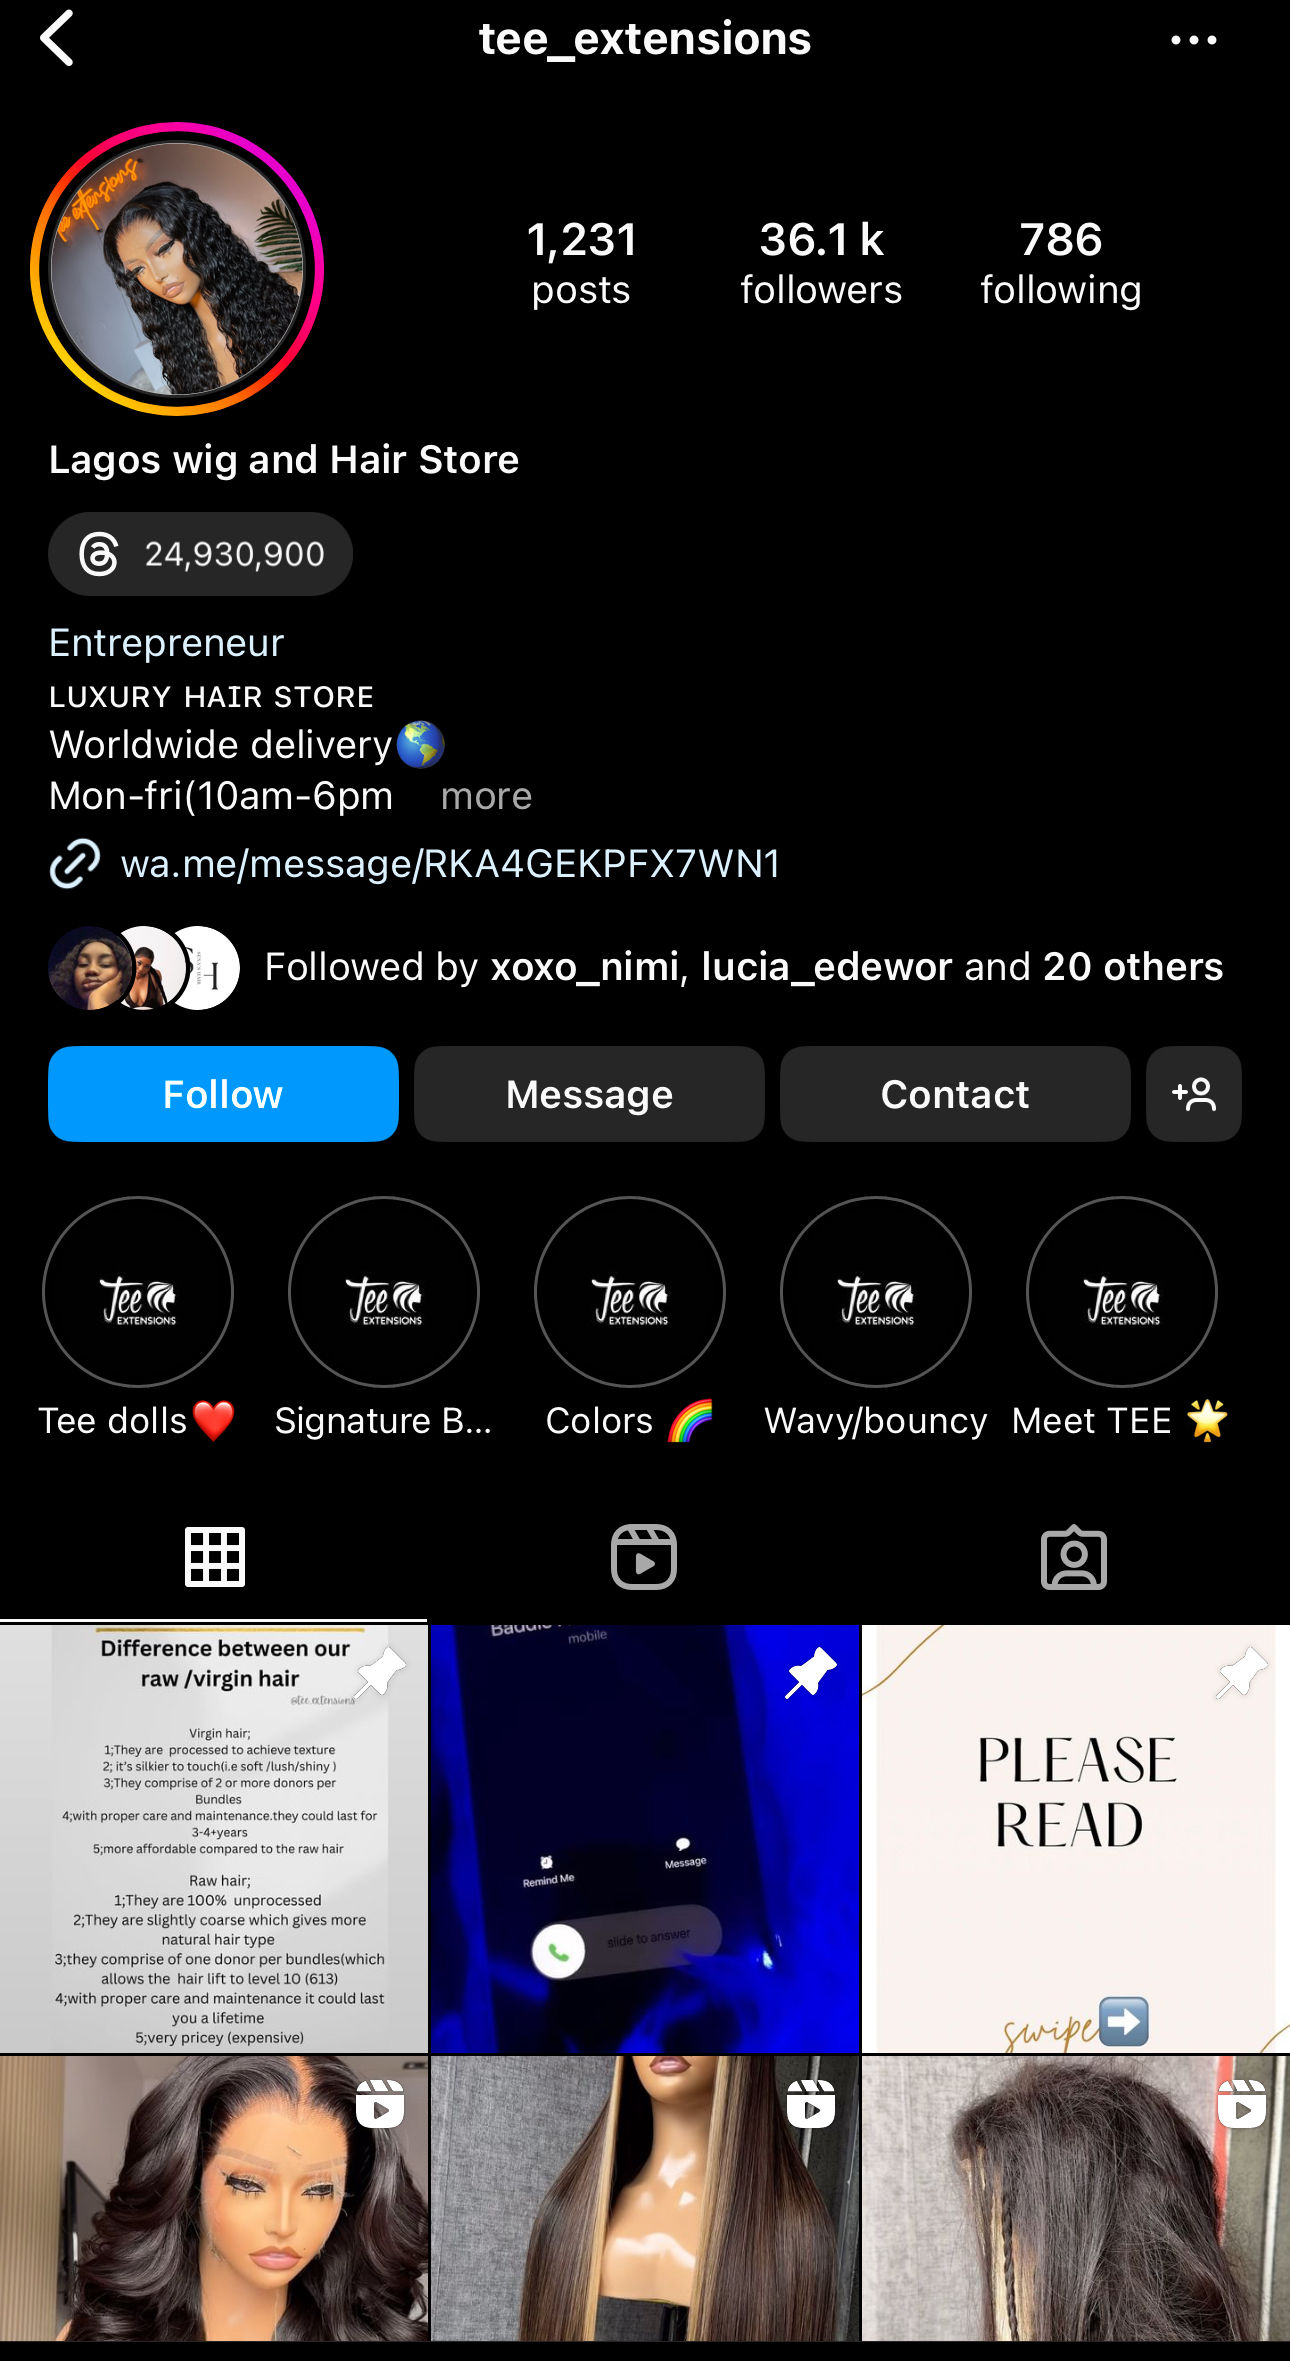 tee_extensions
tee extensions
1,231
posts
36.1 k
followers
786
following
Lagos wig and Hair Store
24,930,900
Entrepreneur
LUXURY HAIR STORE
Worldwide delivery🌎
Mon-fri(10am-6pm more
wa.me/message/RKA4GEKPFX7WN1
Followed by xoxo_nimi, lucia_edewor and 20 others
Follow
Message
Contact
Tee EXTENSIONS
Tee EXTENSIONS
Tee EXTENSIONS
Tee EXTENSIONS
Tee EXTENSIONS
Tee dolls❤️
Signature B...
Colors 🌈
Wavy/bouncy
Meet TEE 🌟
Difference between our
raw /virgin hair
@tee.extensions
Virgin hair;
1;They are processed to achieve texture
2; it's silkier to touch(i.e soft /lush/shiny )
3;They comprise of 2 or more donors per
Bundles
4;with proper care and maintenance.they could last for
3-4+years
5;more affordable compared to the raw hair
Raw hair;
1;They are 100% unprocessed
2;They are slightly coarse which gives more
natural hair type
3;they comprise of one donor per bundles(which
allows the hair lift to level 10 (613)
4;with proper care and maintenance it could last
you a lifetime
5;very pricey (expensive)
mobile
Remind Me
Message
slide to answer
PLEASE
READ
swipe➡️